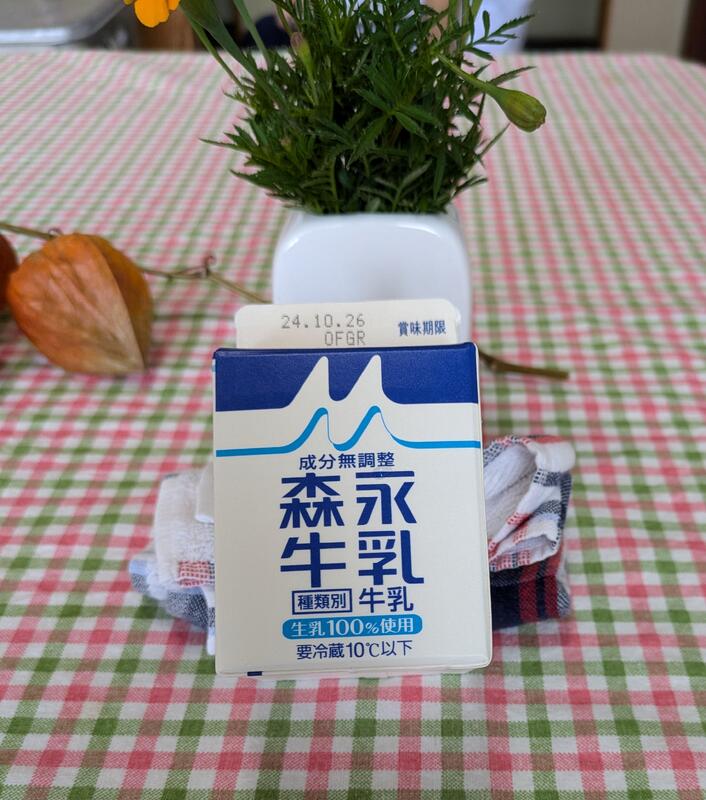 24.10.26 賞味期限
OFGR
成分無調整
森永
牛乳
種類別 牛乳
生乳100%使用
要冷蔵10℃以下